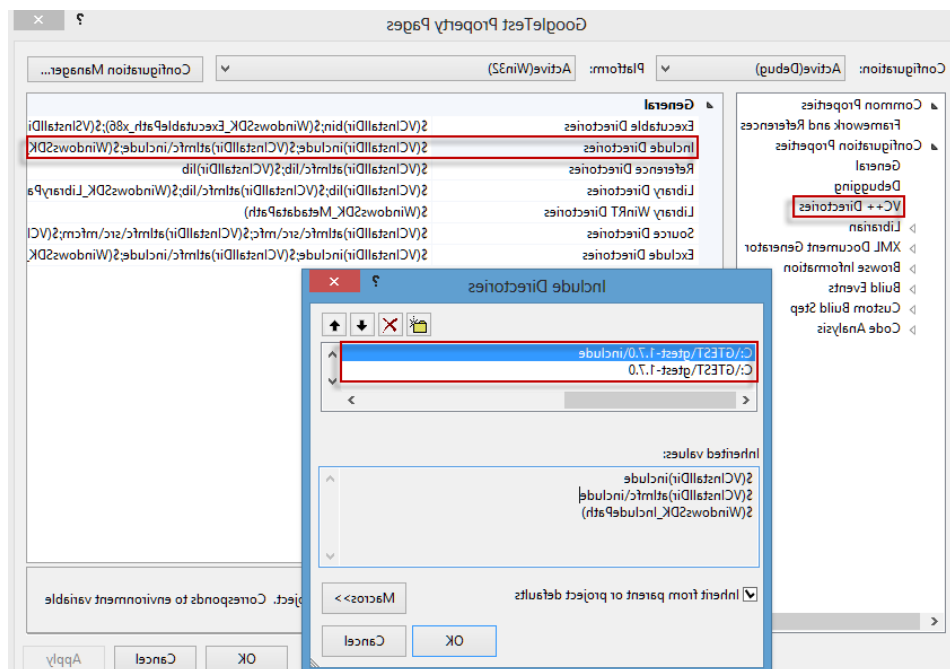 GoogleTest Property Pages
Configuration: Active(Debug) Platform: Active(Win32) Configuration Manager...
Common Properties
Framework and References
Configuration Properties
General
Debugging
VC++ Directories
Librarian
XML Document Generator
Browse Information
Build Events
Custom Build Step
Code Analysis
General
Executable Directories $(VCInstallDir)bin;$(WindowsSDK_ExecutablePath_x86);$(VSInstallDi
Include Directories $(VCInstallDir)include;$(VCInstallDir)atlmfc\include;$(WindowsSDK
Reference Directories $(VCInstallDir)atlmfc\lib;$(VCInstallDir)lib
Library Directories $(VCInstallDir)lib;$(VCInstallDir)atlmfc\lib;$(WindowsSDK_LibraryPa
Library WinRT Directories $(WindowsSDK_MetadataPath)
Source Directories $(VCInstallDir)atlmfc\src\mfc;$(VCInstallDir)atlmfc\src\mfcm;$(VCI
Exclude Directories $(VCInstallDir)include;$(VCInstallDir)atlmfc\include;$(WindowsSDK_
Include Directories
C:\GTEST\gtest-1.7.0\include
C:\GTEST\gtest-1.7.0
Inherited values:
$(VCInstallDir)include
$(VCInstallDir)atlmfc\include
$(WindowsSDK_IncludePath)
Inherit from parent or project defaults Macros>>
OK Cancel
oject. Corresponds to environment variable
OK Cancel Apply